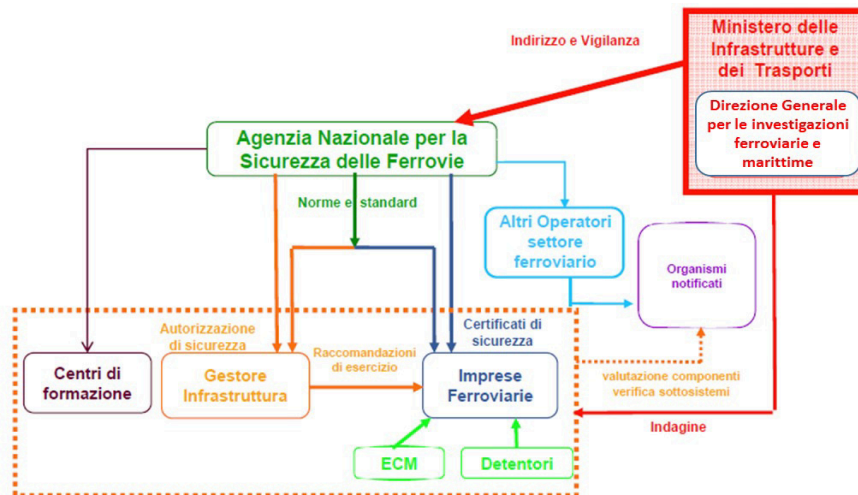 Indirizzo e Vigilanza
Ministero delle
Infrastrutture e
dei Trasporti
Direzione Generale
per le investigazioni
ferroviarie e
marittime
Agenzia Nazionale per la
Sicurezza delle Ferrovie
Norme e standard
Altri Operatori
settore
ferroviario
Organismi
notificati
Autorizzazione
di sicurezza
Certificati di
sicurezza
Centri di
formazione
Gestore
Infrastruttura
Raccomandazioni
di esercizio
Imprese
Ferroviarie
valutazione componenti
verifica sottosistemi
Indagine
ECM
Detentori